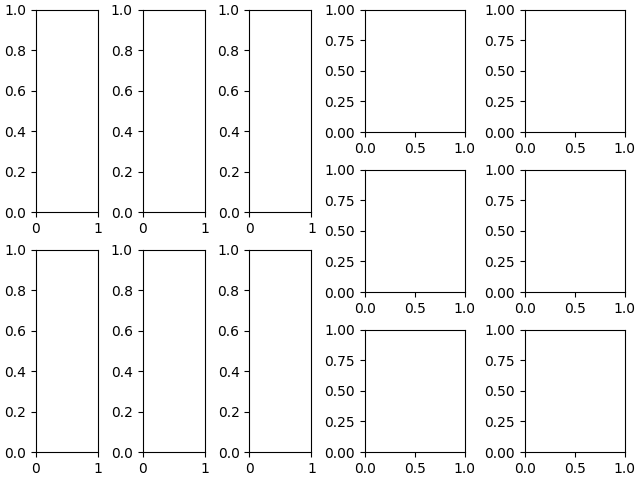 1.0 1.0 1.0 1.00 1.00
0.8 0.8 0.8 0.75 0.75
0.6 0.6 0.6 0.50 0.50
0.4 0.4 0.4 0.25 0.25
0.00 0.00
0.0 0.5 1.0 0.0 0.5 1.0
0.2 0.2 0.2 1.00 1.00
0.0 0.0 0.0
0 1 0 1 0 1 0.75 0.75
1.0 1.0 1.0 0.50 0.50
0.8 0.8 0.8 0.25 0.25
0.00 0.00
0.0 0.5 1.0 0.0 0.5 1.0
0.6 0.6 0.6 1.00 1.00
0.4 0.4 0.4 0.75 0.75
0.50 0.50
0.2 0.2 0.2 0.25 0.25
0.0 0.0 0.0 0.00 0.00
0 1 0 1 0 1 0.0 0.5 1.0 0.0 0.5 1.0